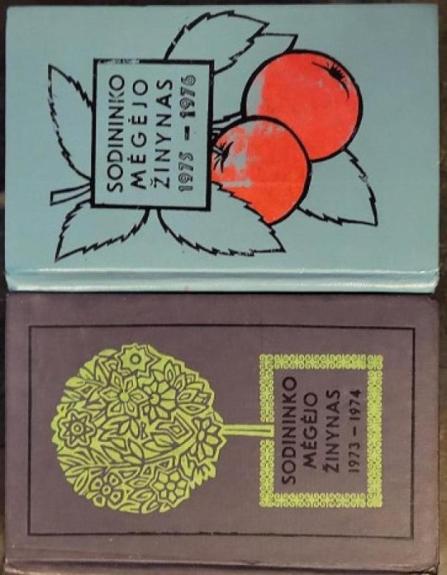 SODININKO
MĖGĖJO
ŽINYNAS
1975 – 1976
SODININKO
MĖGĖJO
ŽINYNAS
1973 – 1974